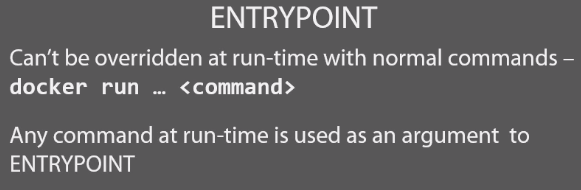 ENTRYPOINT
Can't be overridden at run-time with normal commands –
docker run … <command>
Any command at run-time is used as an argument to
ENTRYPOINT